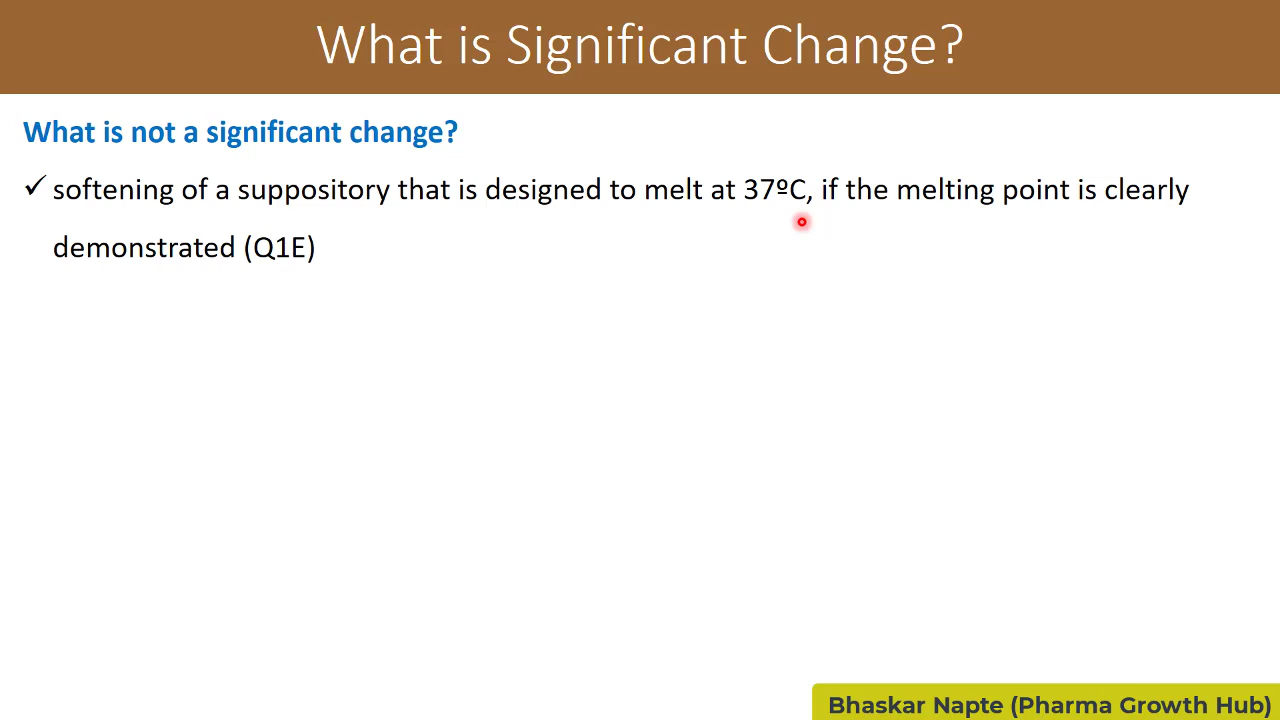 What is Significant Change?
What is not a significant change?
✓ softening of a suppository that is designed to melt at 37ºC, if the melting point is clearly
demonstrated (Q1E)
Bhaskar Napte (Pharma Growth Hub)